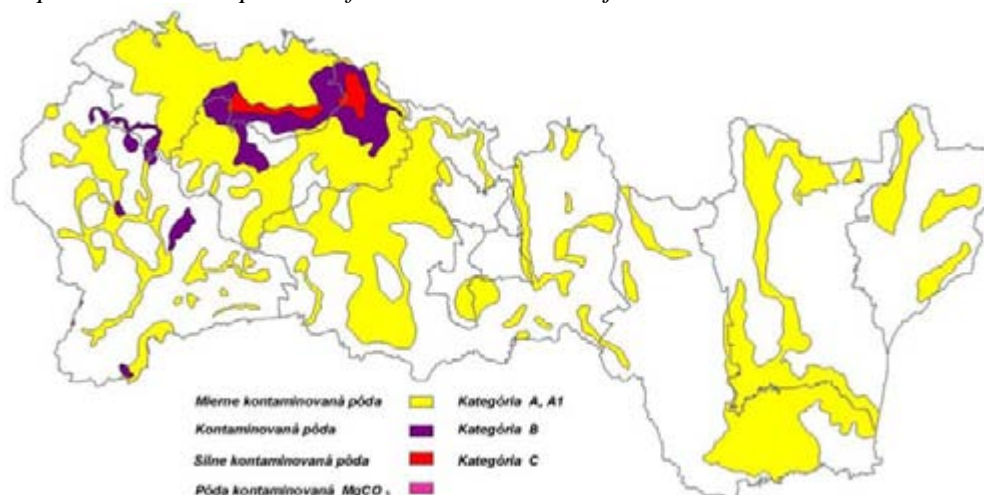 Mierne kontaminovaná pôda Kategória A, A1
Kontaminovaná pôda Kategória B
Silne kontaminovaná pôda Kategória C
Pôda kontaminovaná MgCO₃